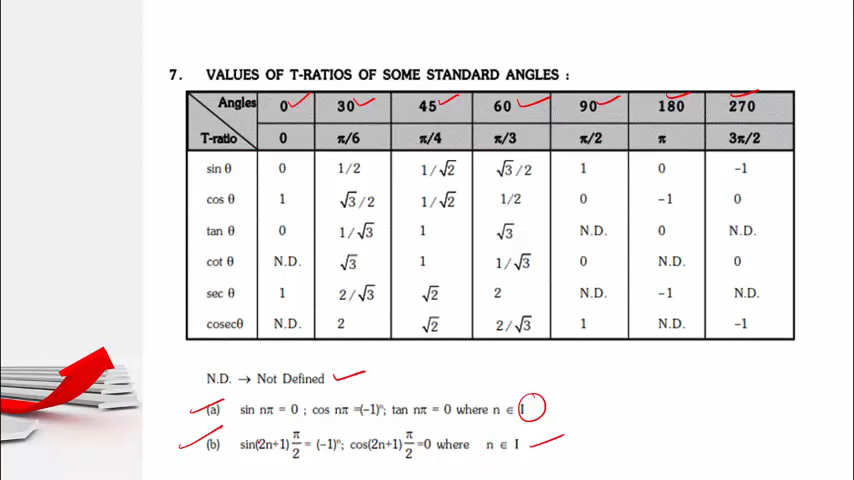 7. VALUES OF T-RATIOS OF SOME STANDARD ANGLES :
Angles 0 30 45 60 90 180 270
T-ratio 0 π/6 π/4 π/3 π/2 π 3π/2
sin θ 0 1/2 1/√2 √3/2 1 0 -1
cos θ 1 √3/2 1/√2 1/2 0 -1 0
tan θ 0 1/√3 1 √3 N.D. 0 N.D.
cot θ N.D. √3 1 1/√3 0 N.D. 0
sec θ 1 2/√3 √2 2 N.D. -1 N.D.
cosecθ N.D. 2 √2 2/√3 1 N.D. -1
N.D. → Not Defined
(a) sin nπ = 0 ; cos nπ =(-1)ⁿ; tan nπ = 0 where n ∈ I
(b) sin(2n+1)π/2 = (-1)ⁿ; cos(2n+1)π/2 =0 where n ∈ I